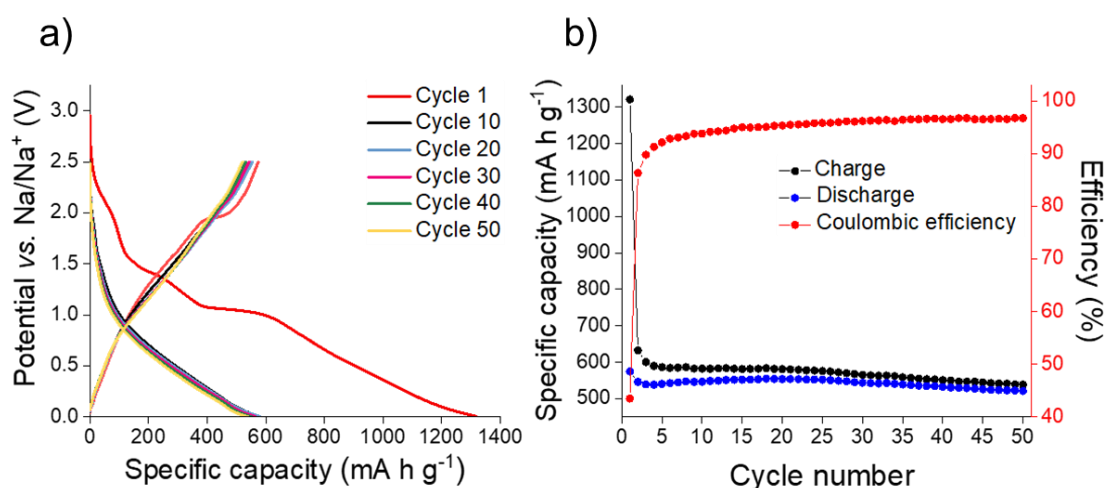 a)
Potential vs. Na/Na⁺ (V)
3.0
2.5
2.0
1.5
1.0
0.5
0.0
Cycle 1
Cycle 10
Cycle 20
Cycle 30
Cycle 40
Cycle 50
0 200 400 600 800 1000 1200 1400
Specific capacity (mA h g⁻¹)
b)
Specific capacity (mA h g⁻¹)
1300
1200
1100
1000
900
800
700
600
500
Charge
Discharge
Coulombic efficiency
100
90
80
70
60
50
40
Efficiency
(%)
0 5 10 15 20 25 30 35 40 45 50
Cycle number